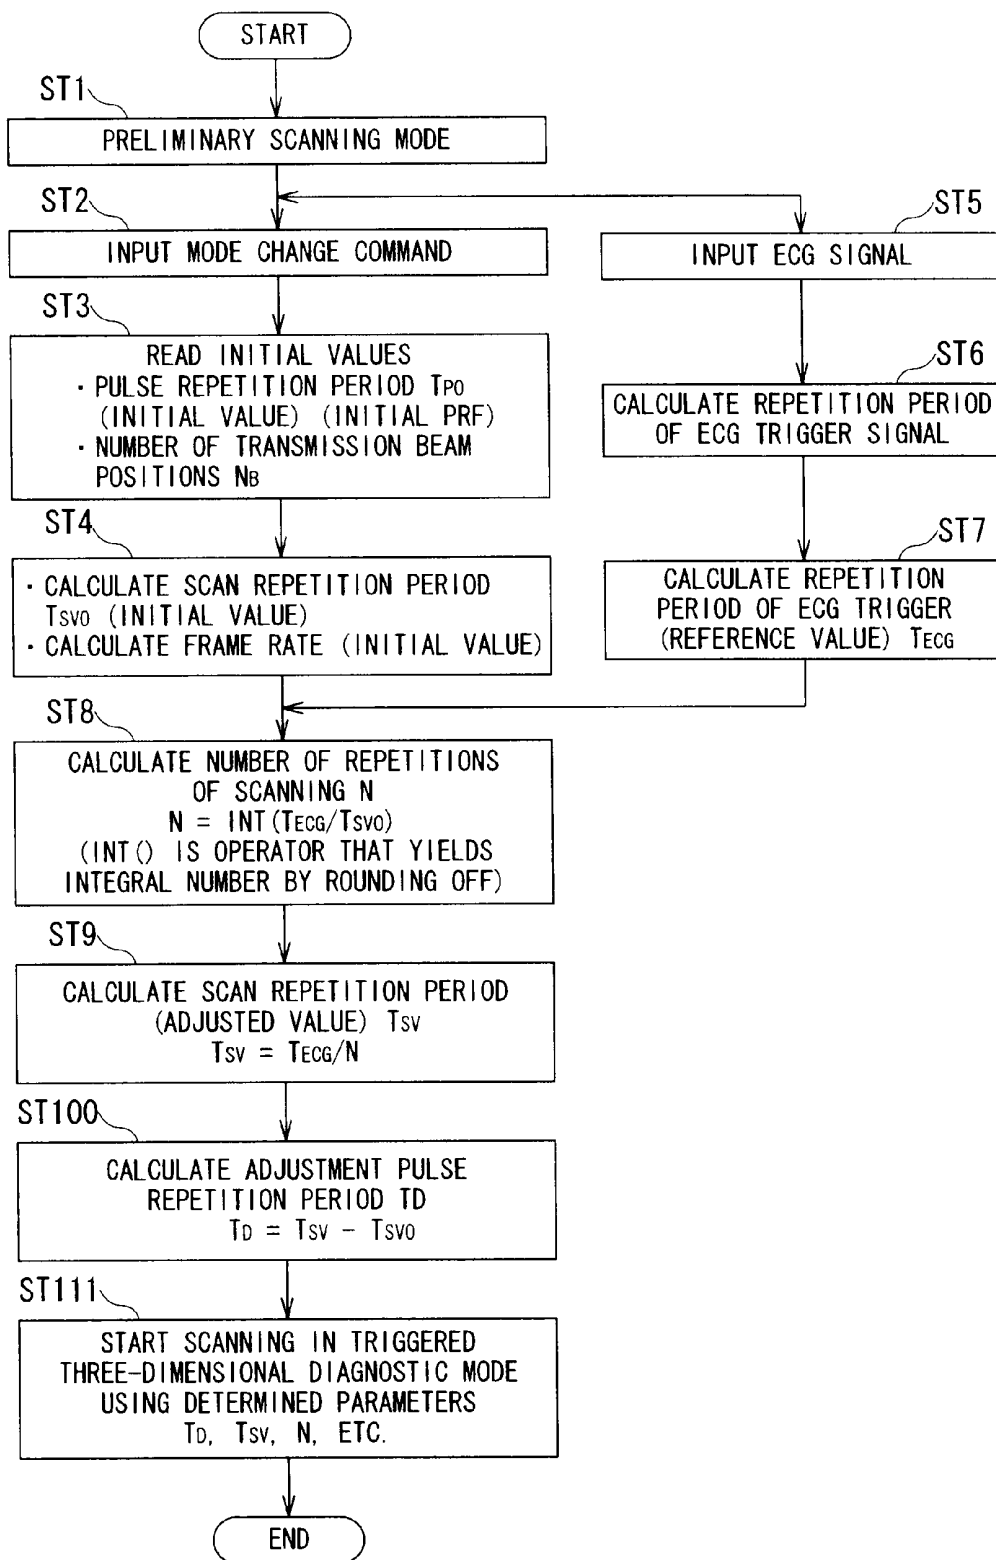 START
ST1
PRELIMINARY SCANNING MODE
ST2
INPUT MODE CHANGE COMMAND
ST3
READ INITIAL VALUES
· PULSE REPETITION PERIOD TPO
(INITIAL VALUE) (INITIAL PRF)
· NUMBER OF TRANSMISSION BEAM
POSITIONS NB
ST4
· CALCULATE SCAN REPETITION PERIOD
TSVO (INITIAL VALUE)
· CALCULATE FRAME RATE (INITIAL VALUE)
ST5
INPUT ECG SIGNAL
ST6
CALCULATE REPETITION PERIOD
OF ECG TRIGGER SIGNAL
ST7
CALCULATE REPETITION
PERIOD OF ECG TRIGGER
(REFERENCE VALUE) TECG
ST8
CALCULATE NUMBER OF REPETITIONS
OF SCANNING N
N = INT(TECG/TSVO)
(INT() IS OPERATOR THAT YIELDS
INTEGRAL NUMBER BY ROUNDING OFF)
ST9
CALCULATE SCAN REPETITION PERIOD
(ADJUSTED VALUE) TSV
TSV = TECG/N
ST100
CALCULATE ADJUSTMENT PULSE
REPETITION PERIOD TD
TD = TSV - TSVO
ST111
START SCANNING IN TRIGGERED
THREE-DIMENSIONAL DIAGNOSTIC MODE
USING DETERMINED PARAMETERS
TD, TSV, N, ETC.
END